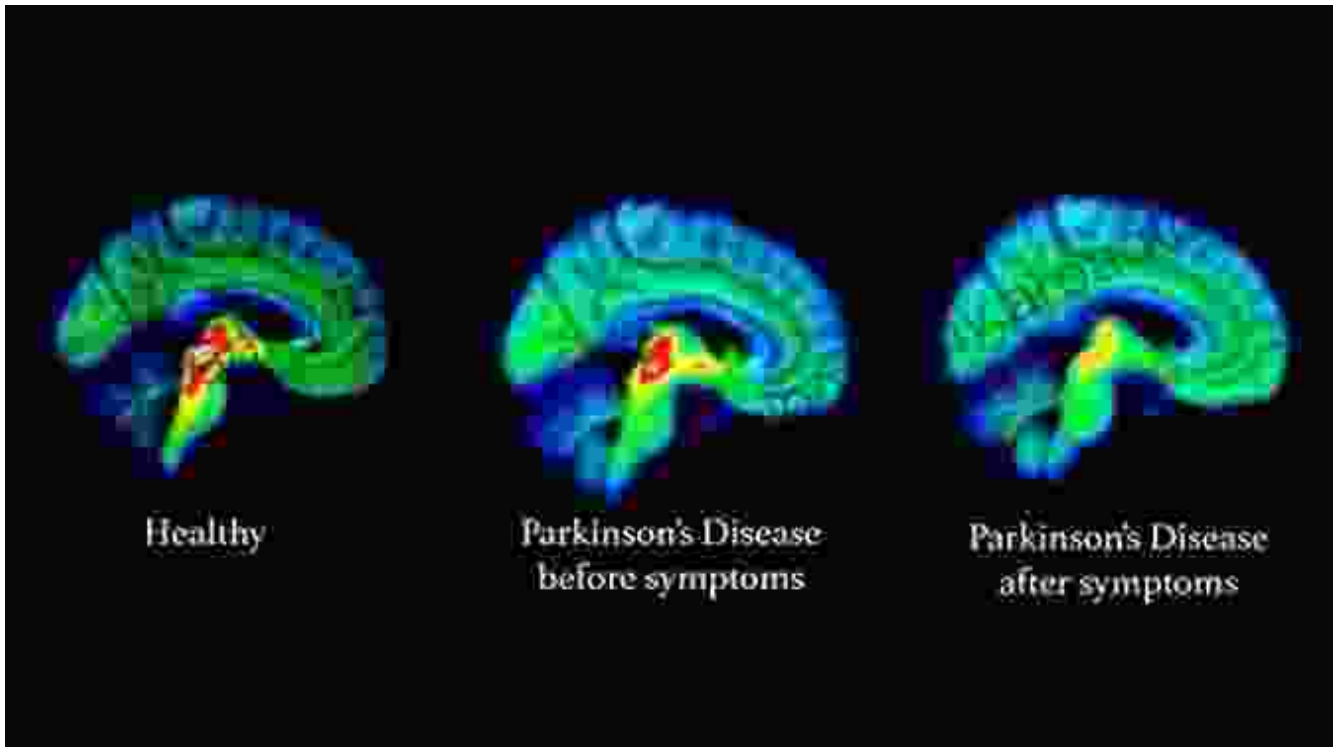 Healthy
Parkinson's Disease
before symptoms
Parkinson's Disease
after symptoms